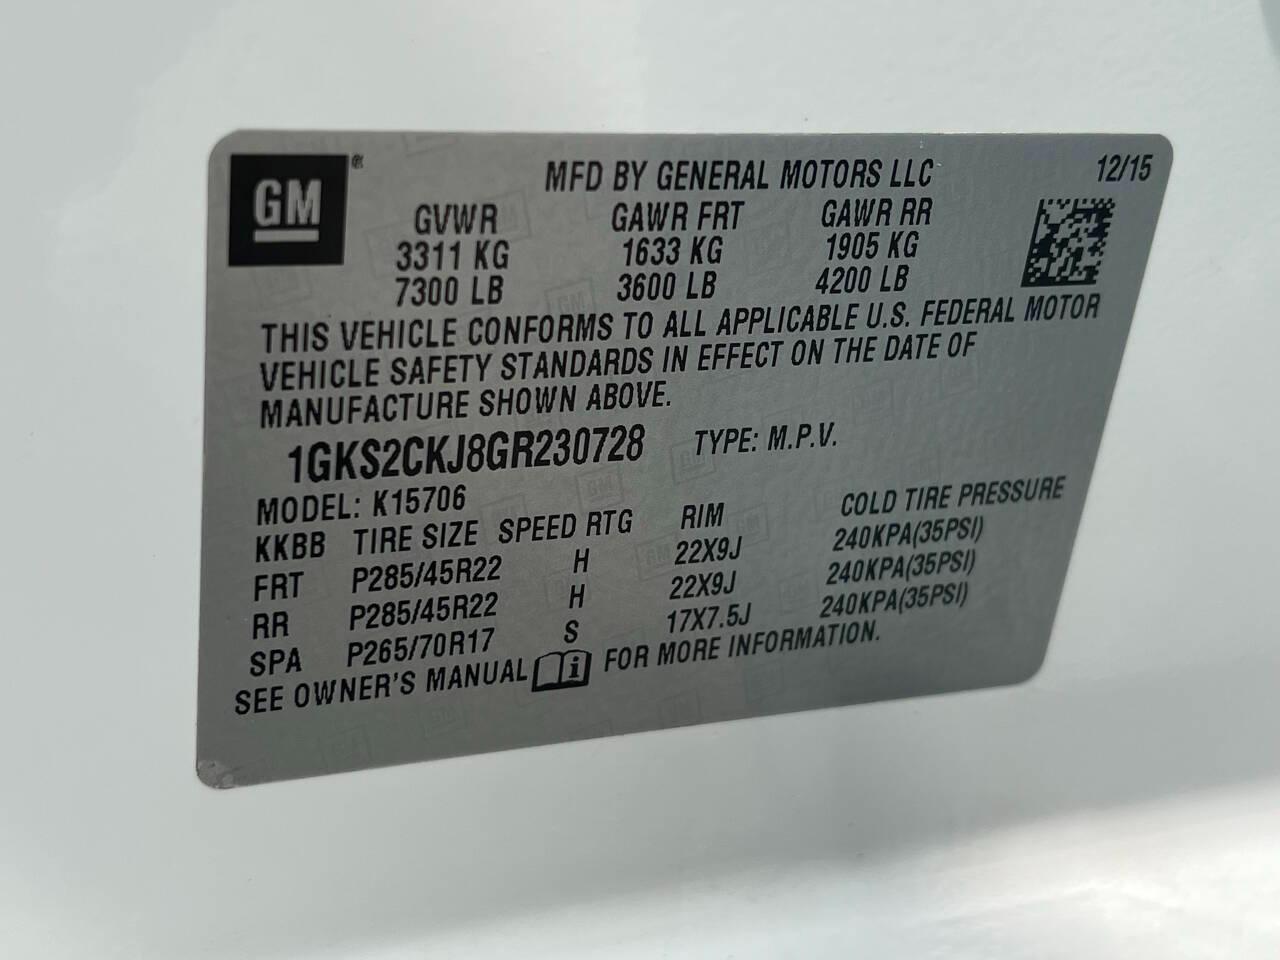 GM ® MFD BY GENERAL MOTORS LLC 12/15
GVWR GAWR FRT GAWR RR
3311 KG 1633 KG 1905 KG
7300 LB 3600 LB 4200 LB
THIS VEHICLE CONFORMS TO ALL APPLICABLE U.S. FEDERAL MOTOR
VEHICLE SAFETY STANDARDS IN EFFECT ON THE DATE OF
MANUFACTURE SHOWN ABOVE.
1GKS2CKJ8GR230728 TYPE: M.P.V.
MODEL: K15706
KKBB TIRE SIZE SPEED RTG RIM COLD TIRE PRESSURE
FRT P285/45R22 H 22X9J 240KPA(35PSI)
RR P285/45R22 H 22X9J 240KPA(35PSI)
SPA P265/70R17 S 17X7.5J 240KPA(35PSI)
SEE OWNER'S MANUAL i FOR MORE INFORMATION.